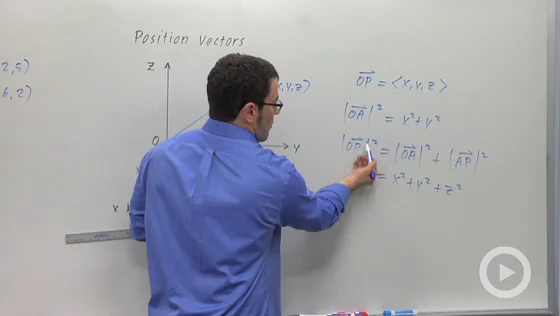 Position Vectors
2,5)
6,2)
Z
x,y,z)
O
y
x
OP = <x, y, z>
|OA|² = x²+y²
|OP|² = |OA|² + |AP|²
= x²+y²+z²